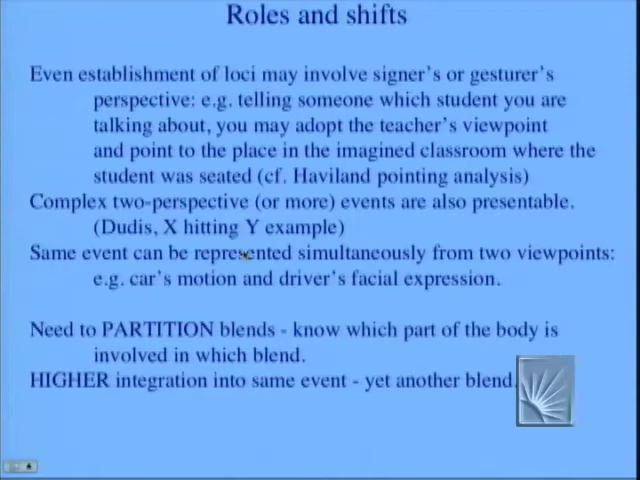 Roles and shifts
Even establishment of loci may involve signer's or gesturer's
perspective: e.g. telling someone which student you are
talking about, you may adopt the teacher's viewpoint
and point to the place in the imagined classroom where the
student was seated (cf. Haviland pointing analysis)
Complex two-perspective (or more) events are also presentable.
(Dudis, X hitting Y example)
Same event can be represented simultaneously from two viewpoints:
e.g. car's motion and driver's facial expression.
Need to PARTITION blends - know which part of the body is
involved in which blend.
HIGHER integration into same event - yet another blend.